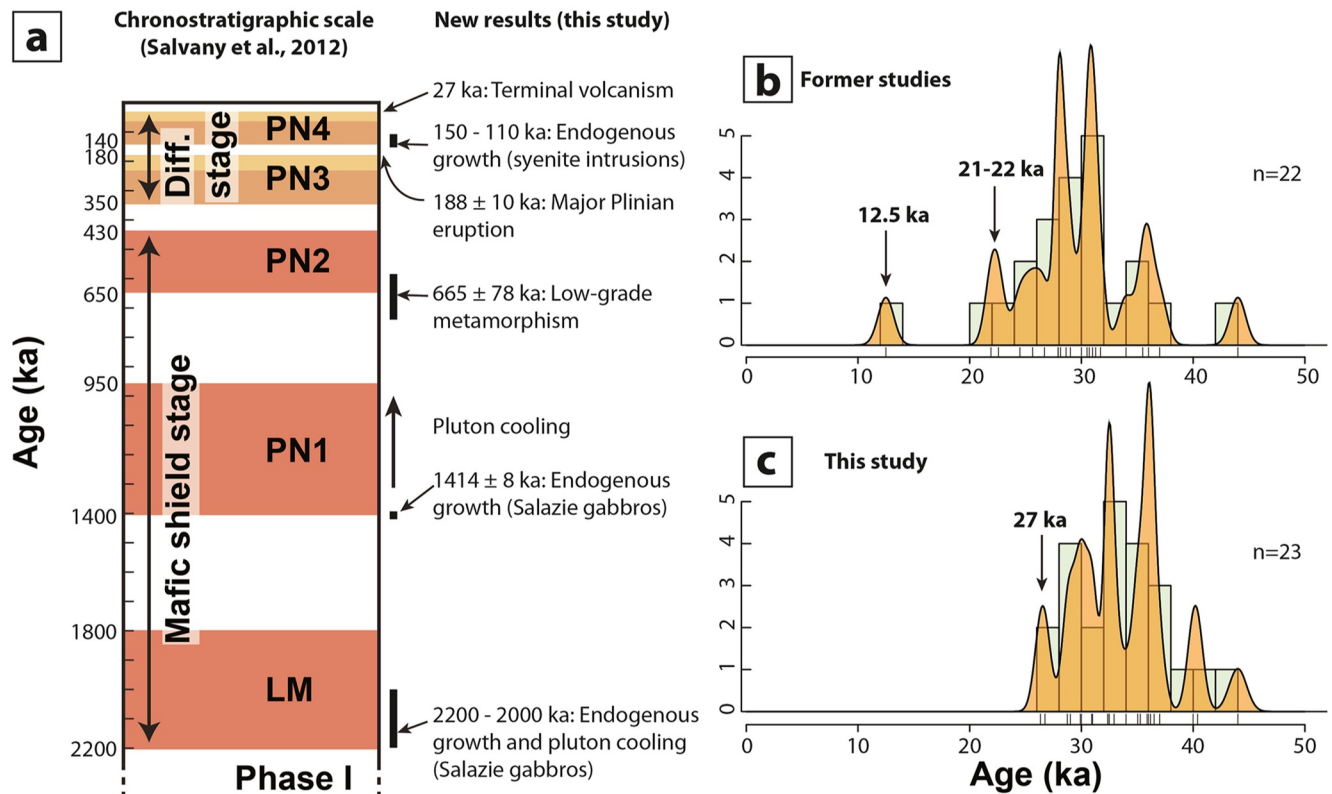 a
Chronostratigraphic scale
(Salvany et al., 2012)
New results (this study)
Age (ka)
140
180
350
430
650
950
1400
1800
2200
Diff.
stage
Mafic shield stage
PN4
PN3
PN2
PN1
LM
Phase I
27 ka: Terminal volcanism
150 - 110 ka: Endogenous
growth (syenite intrusions)
188 ± 10 ka: Major Plinian
eruption
665 ± 78 ka: Low-grade
metamorphism
Pluton cooling
1414 ± 8 ka: Endogenous
growth (Salazie gabbros)
2200 - 2000 ka: Endogenous
growth and pluton cooling
(Salazie gabbros)
b
Former studies
n=22
12.5 ka
21-22 ka
5
4
3
2
1
0
0 10 20 30 40 50
c
This study
n=23
27 ka
5
4
3
2
1
0
0 10 20 30 40 50
Age (ka)